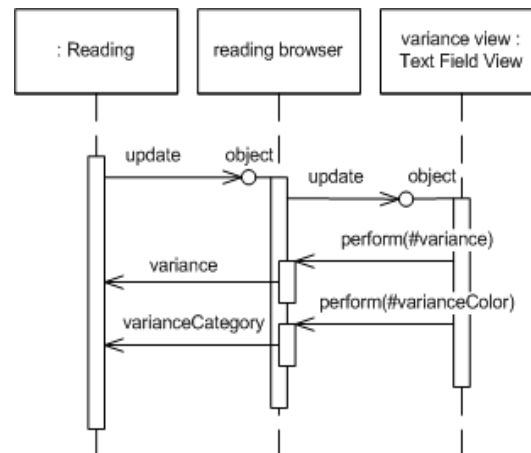 : Reading
reading browser
variance view :
Text Field View
update
object
update
object
perform(#variance)
variance
perform(#varianceColor)
varianceCategory